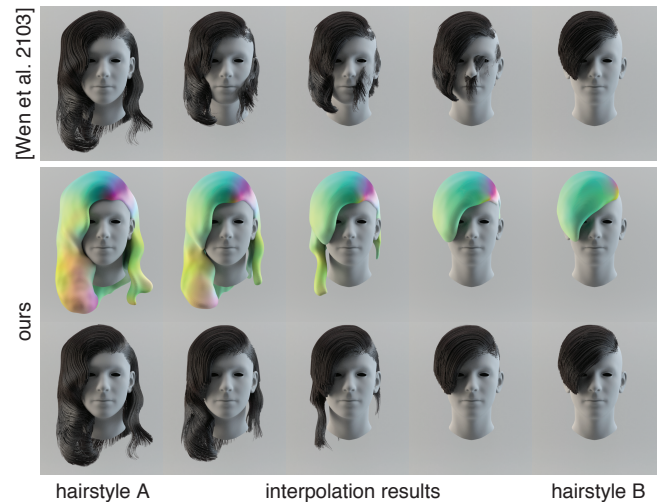 [Wen et al. 2103]
ours
hairstyle A
interpolation results
hairstyle B